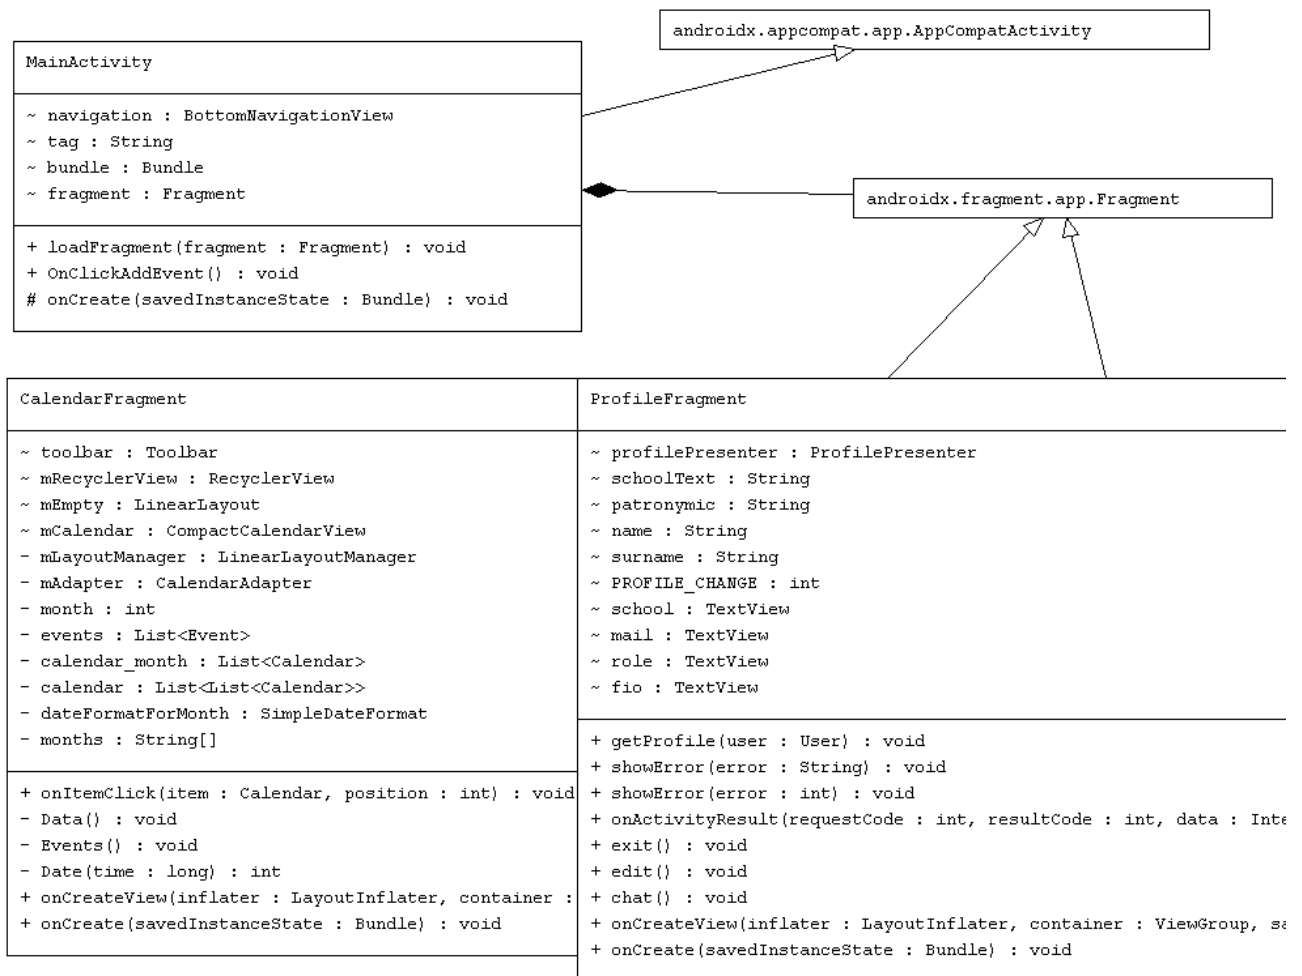 androidx.appcompat.app.AppCompatActivity
MainActivity
~ navigation : BottomNavigationView
~ tag : String
~ bundle : Bundle
~ fragment : Fragment
+ loadFragment(fragment : Fragment) : void
+ OnClickAddEvent() : void
# onCreate(savedInstanceState : Bundle) : void
androidx.fragment.app.Fragment
CalendarFragment
~ toolbar : Toolbar
~ mRecyclerView : RecyclerView
~ mEmpty : LinearLayout
~ mCalendar : CompactCalendarView
- mLayoutManager : LinearLayoutManager
- mAdapter : CalendarAdapter
- month : int
- events : List<Event>
- calendar_month : List<Calendar>
- calendar : List<List<Calendar>>
- dateFormatForMonth : SimpleDateFormat
- months : String[]
+ onItemClick(item : Calendar, position : int) : void
- Data() : void
- Events() : void
- Date(time : long) : int
+ onCreateView(inflater : LayoutInflater, container :
+ onCreate(savedInstanceState : Bundle) : void
ProfileFragment
~ profilePresenter : ProfilePresenter
~ schoolText : String
~ patronymic : String
~ name : String
~ surname : String
~ PROFILE_CHANGE : int
~ school : TextView
~ mail : TextView
~ role : TextView
~ fio : TextView
+ getProfile(user : User) : void
+ showError(error : String) : void
+ showError(error : int) : void
+ onActivityResult(requestCode : int, resultCode : int, data : Inte
+ exit() : void
+ edit() : void
+ chat() : void
+ onCreateView(inflater : LayoutInflater, container : ViewGroup, sa
+ onCreate(savedInstanceState : Bundle) : void